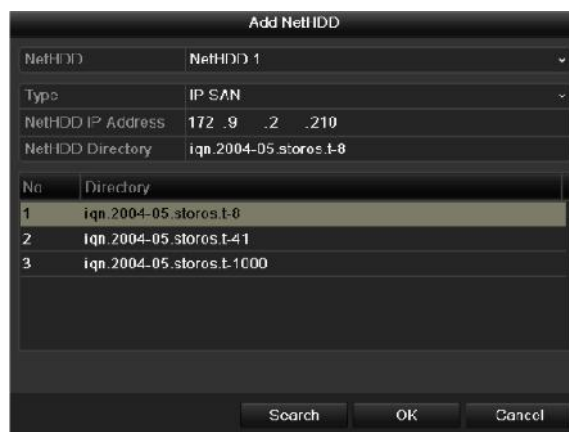 Add NetHDD
NetHDD NetHDD 1
Type IP SAN
NetHDD IP Address 172 .9 .2 .210
NetHDD Directory iqn.2004-05.storos.t-8
No Directory
1 iqn.2004-05.storos.t-8
2 iqn.2004-05.storos.t-41
3 iqn.2004-05.storos.t-1000
Search OK Cancel